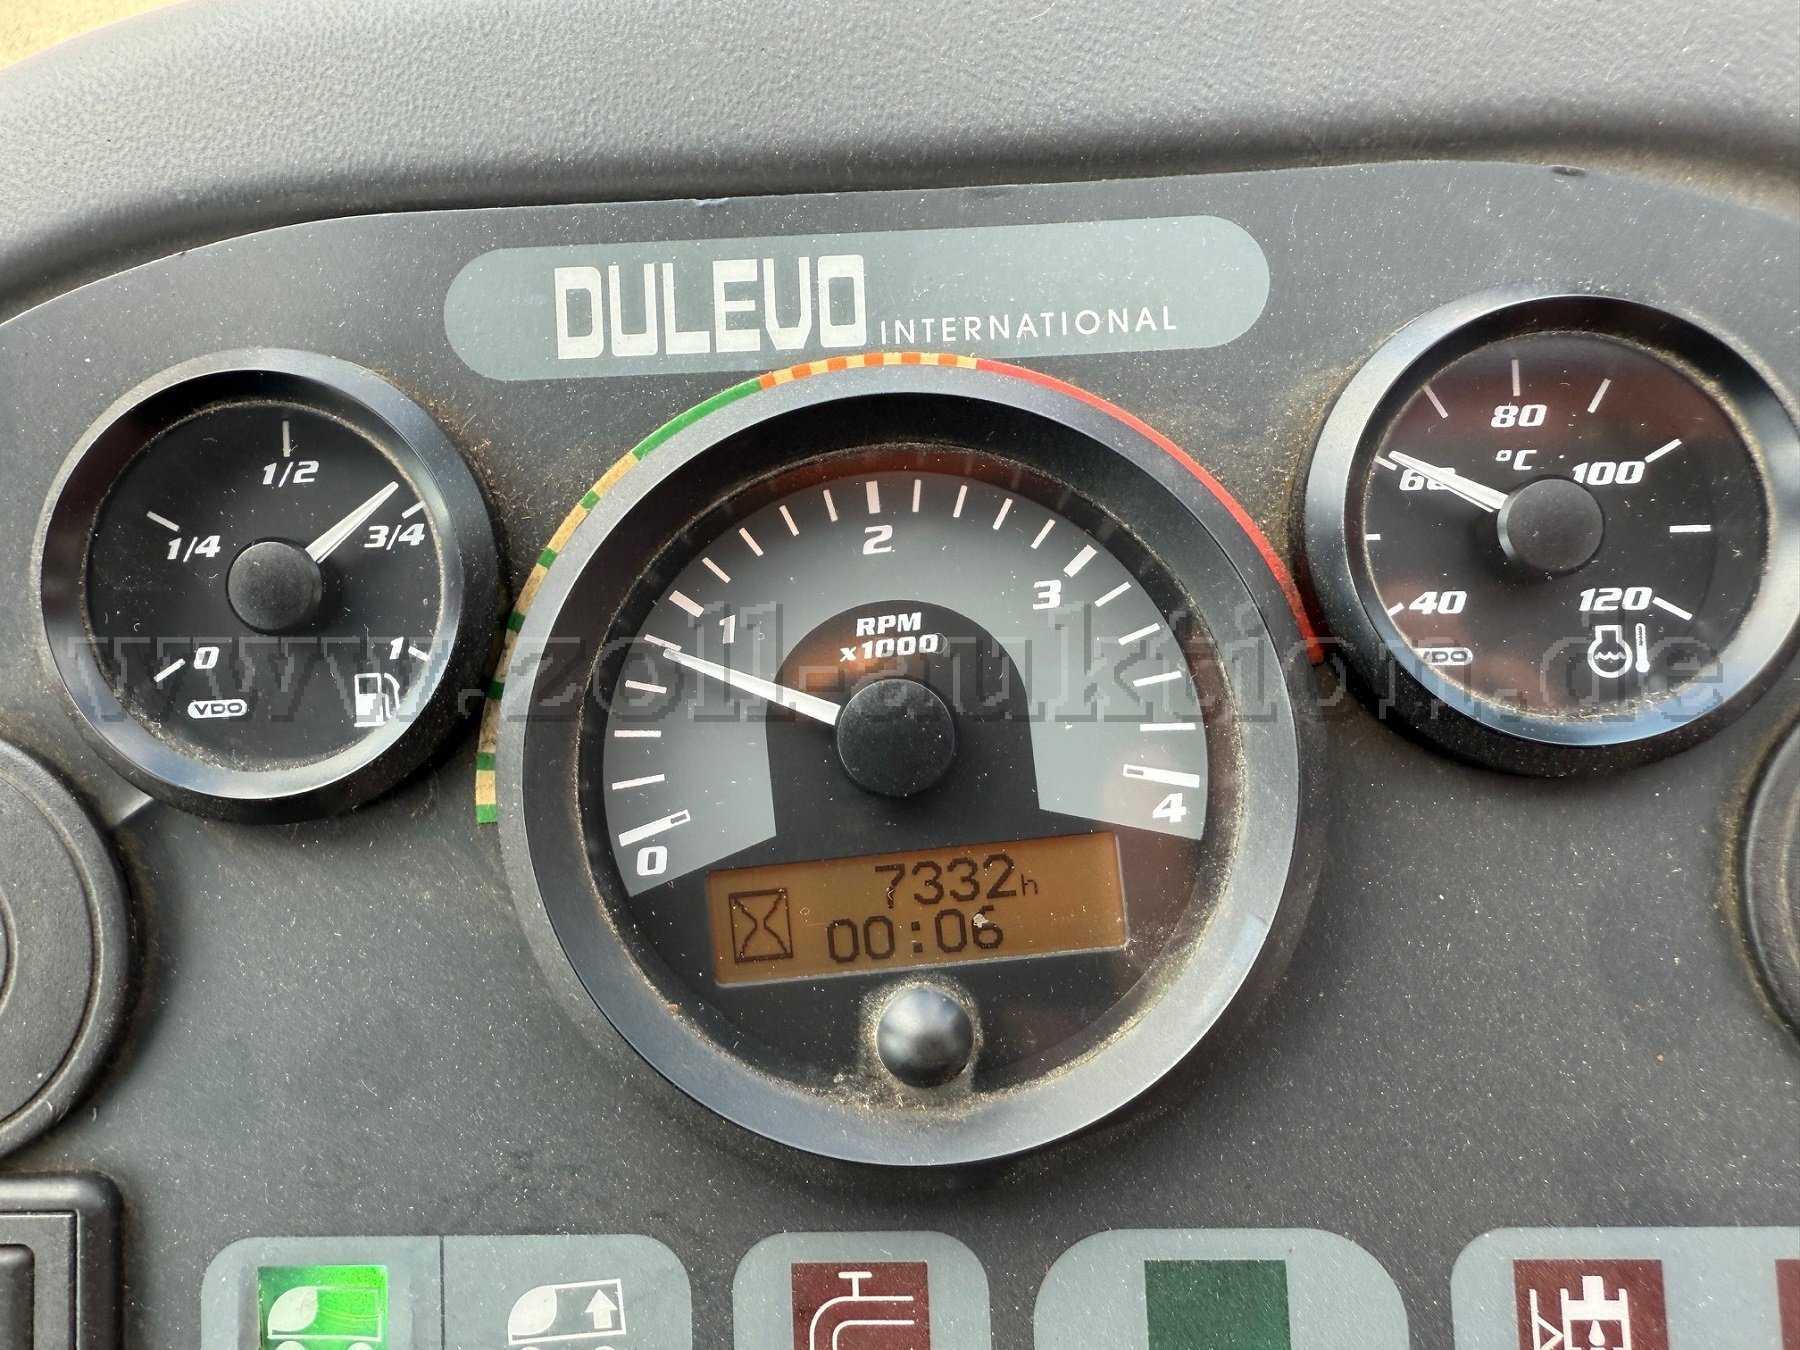 DULEVO INTERNATIONAL
1/2
1/4
3/4
0
1
VDO
2
1
3
RPM
x1000
0
4
7332h
00:06
80
°C
60
100
40
120
VDO
www.zoll-auktion.de